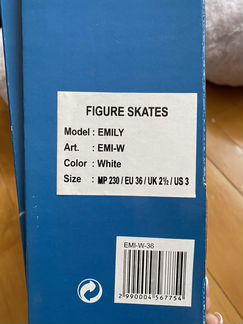 FIGURE SKATES
Model : EMILY
Art. : EMI-W
Color : White
Size : MP 230 / EU 36 / UK 2½ / US 3
EMI-W-36
2 990004 567754